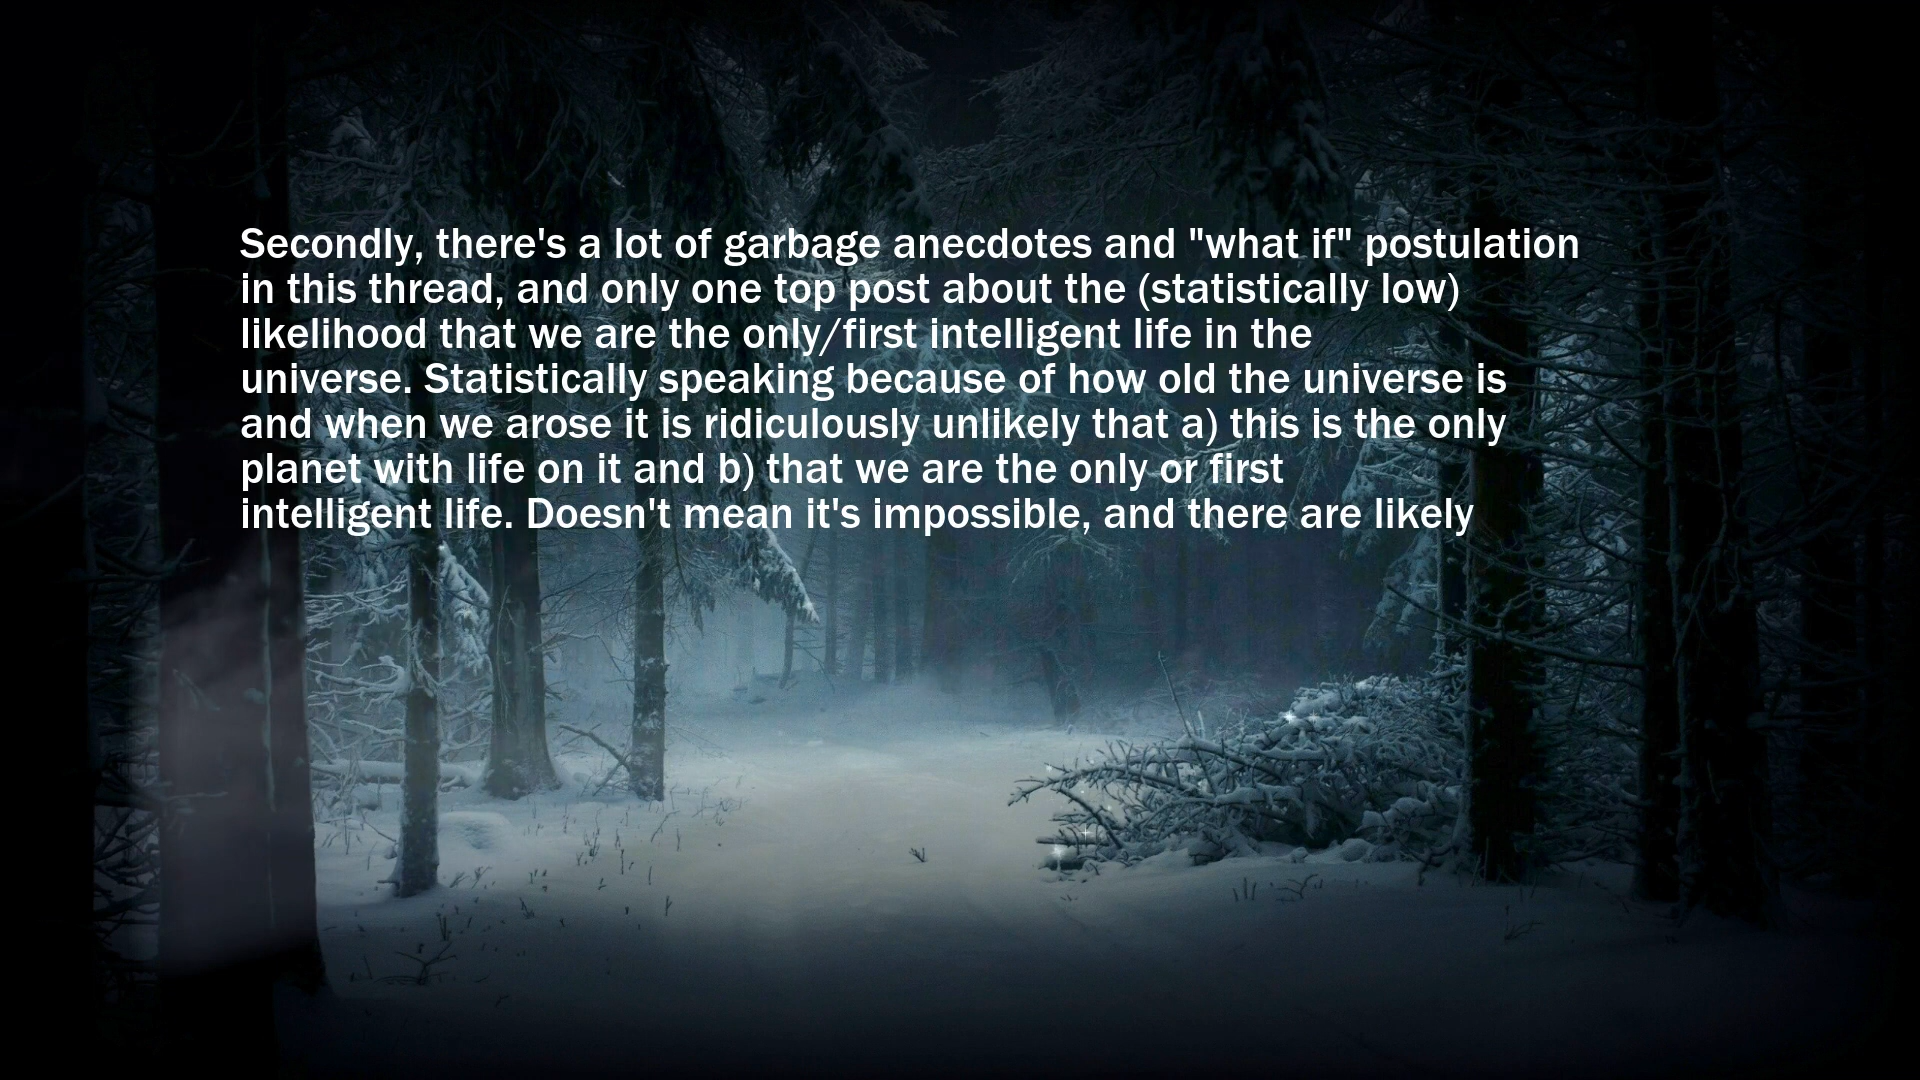 Secondly, there's a lot of garbage anecdotes and "what if" postulation
in this thread, and only one top post about the (statistically low)
likelihood that we are the only/first intelligent life in the
universe. Statistically speaking because of how old the universe is
and when we arose it is ridiculously unlikely that a) this is the only
planet with life on it and b) that we are the only or first
intelligent life. Doesn't mean it's impossible, and there are likely